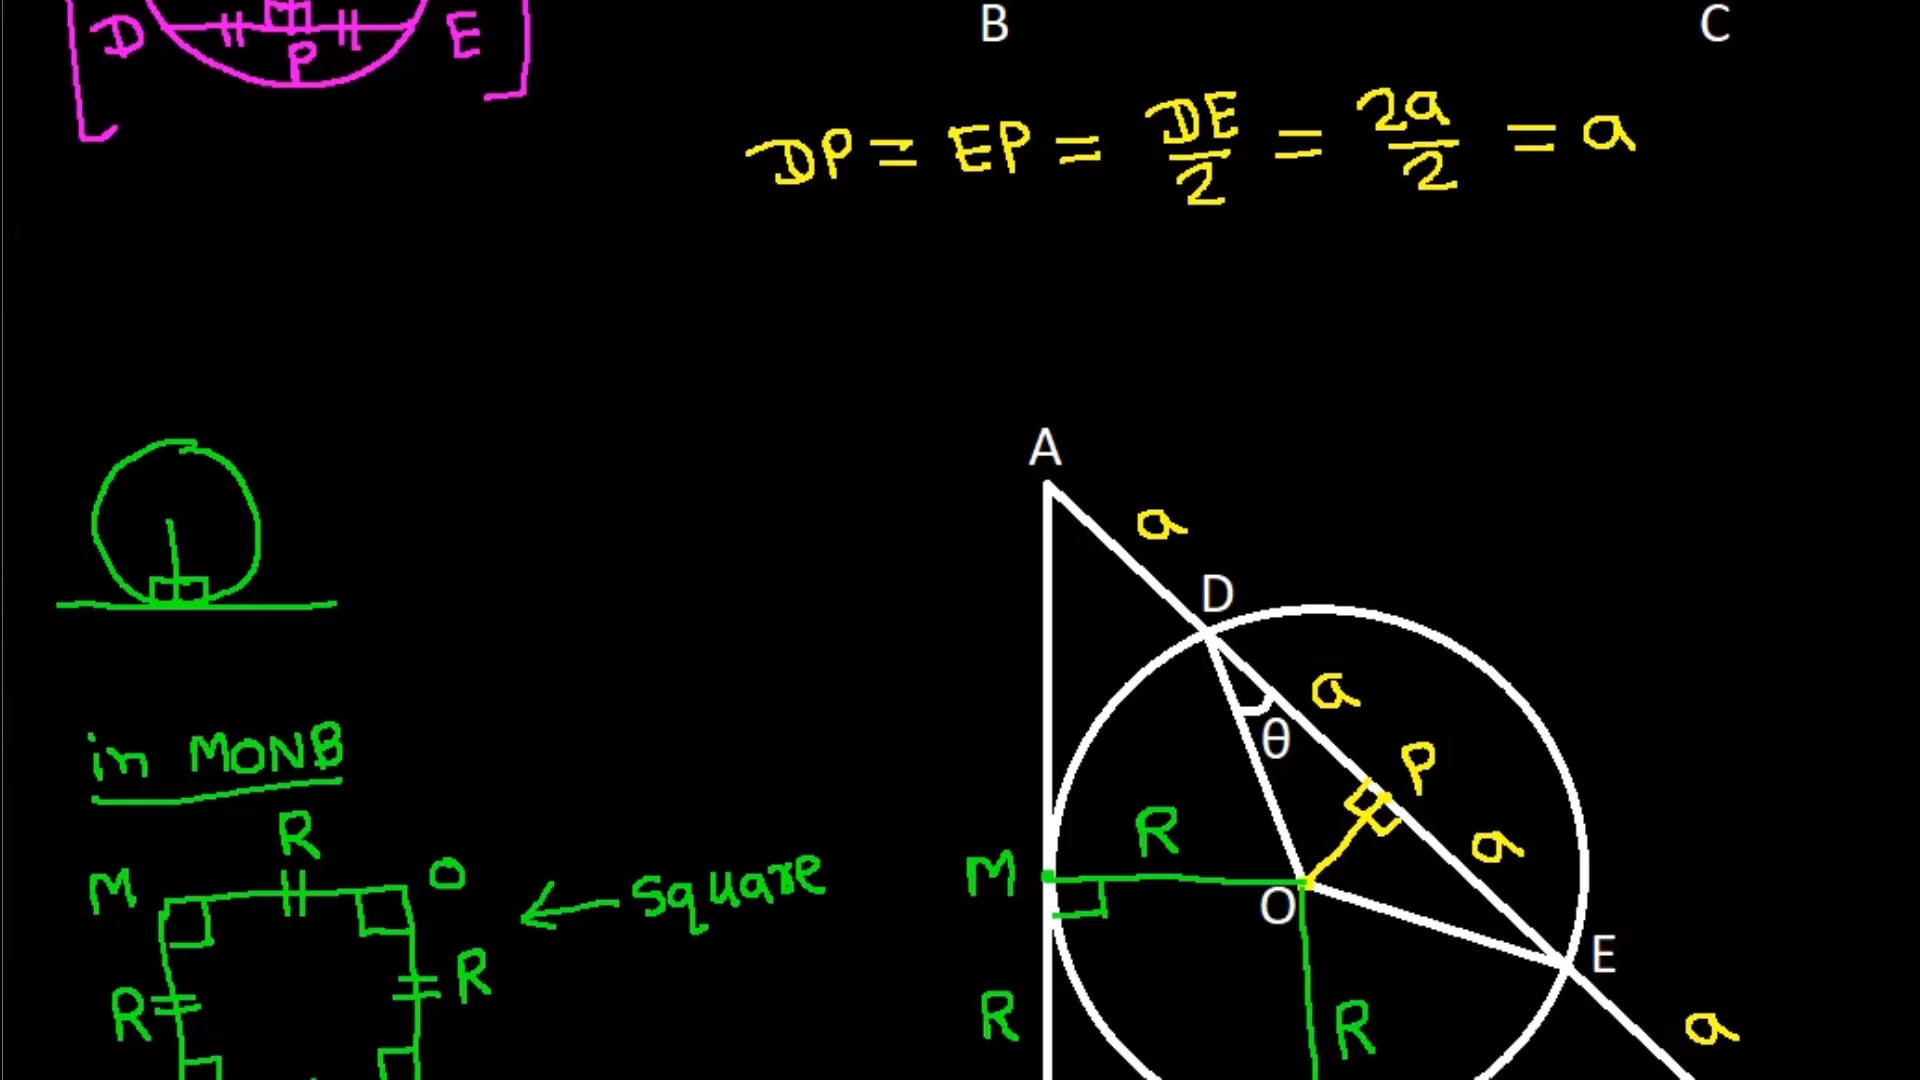 B C
D P E
DP = EP = DE/2 = 2a/2 = a
A
a
D
a
θ
P
in MONB
R
M O
← Square
R
M
a
O
E
R R
R R
a